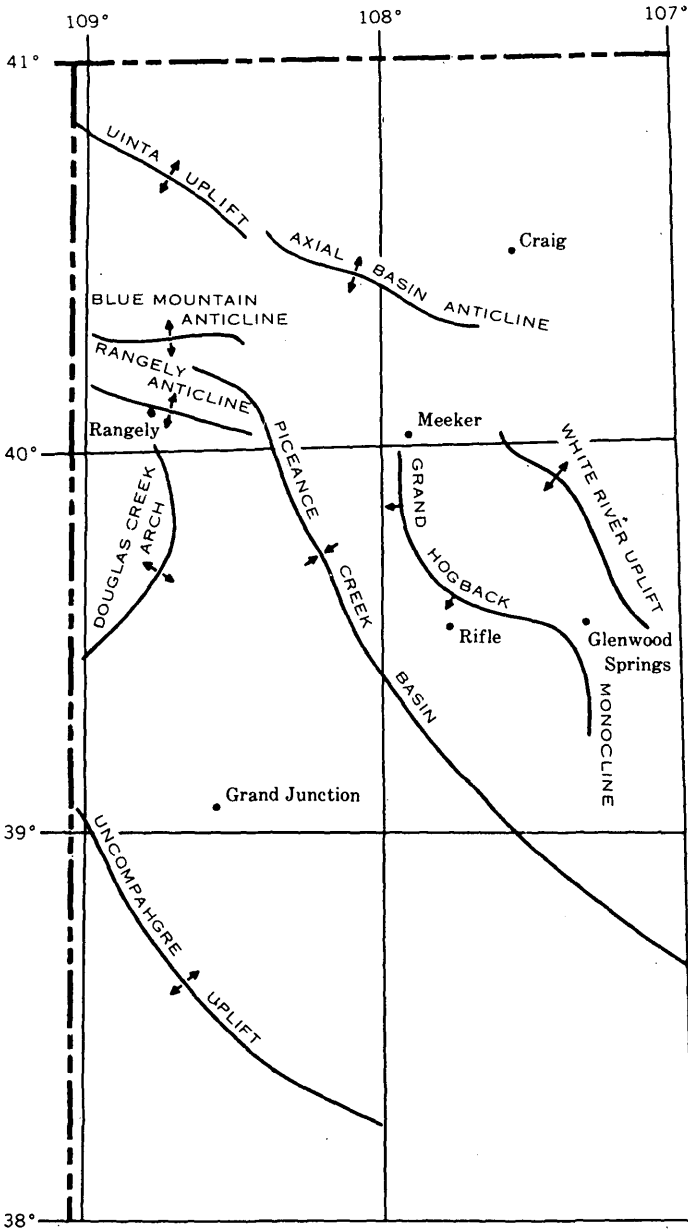 109°
108°
107°
41°
UINTA UPLIFT
AXIAL BASIN ANTICLINE
Craig
BLUE MOUNTAIN
ANTICLINE
RANGELY
ANTICLINE
Rangely
Meeker
40°
PICEANCE CREEK BASIN
GRAND HOGBACK MONOCLINE
WHITE RIVER UPLIFT
DOUGLAS CREEK
ARCH
Rifle
Glenwood
Springs
Grand Junction
39°
UNCOMPAHGRE UPLIFT
38°